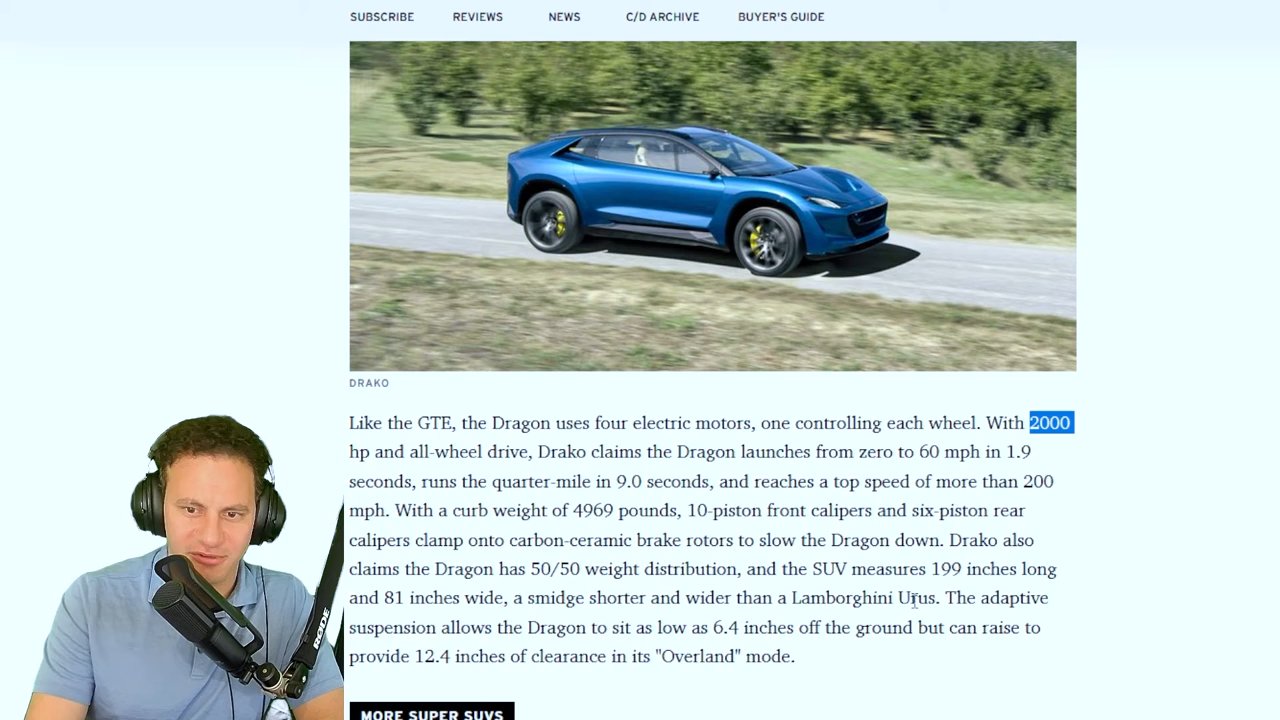 SUBSCRIBE REVIEWS NEWS C/D ARCHIVE BUYER'S GUIDE
DRAKO
Like the GTE, the Dragon uses four electric motors, one controlling each wheel. With 2000
hp and all-wheel drive, Drako claims the Dragon launches from zero to 60 mph in 1.9
seconds, runs the quarter-mile in 9.0 seconds, and reaches a top speed of more than 200
mph. With a curb weight of 4969 pounds, 10-piston front calipers and six-piston rear
calipers clamp onto carbon-ceramic brake rotors to slow the Dragon down. Drako also
claims the Dragon has 50/50 weight distribution, and the SUV measures 199 inches long
and 81 inches wide, a smidge shorter and wider than a Lamborghini Urus. The adaptive
suspension allows the Dragon to sit as low as 6.4 inches off the ground but can raise to
provide 12.4 inches of clearance in its "Overland" mode.
MORE SUPER SUVS
RØDE